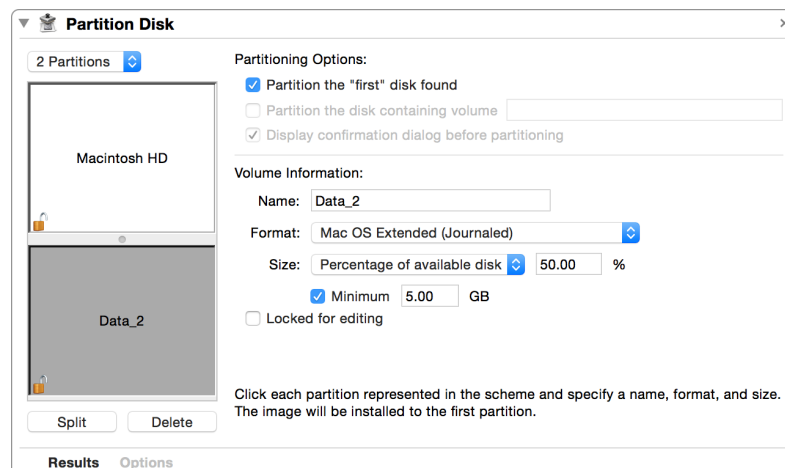 Partition Disk
2 Partitions
Macintosh HD
Data_2
Split
Delete
Partitioning Options:
Partition the "first" disk found
Partition the disk containing volume
Display confirmation dialog before partitioning
Volume Information:
Name: Data_2
Format: Mac OS Extended (Journaled)
Size: Percentage of available disk 50.00 %
Minimum 5.00 GB
Locked for editing
Click each partition represented in the scheme and specify a name, format, and size.
The image will be installed to the first partition.
Results Options